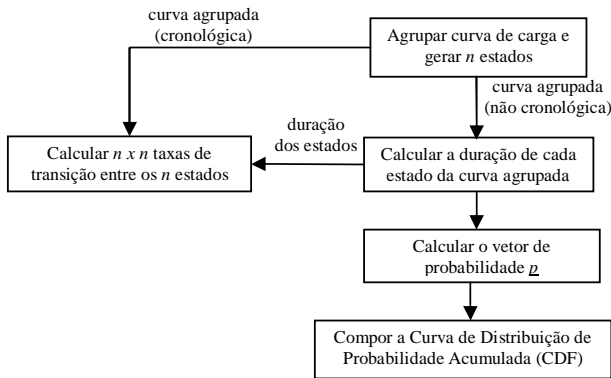 curva agrupada
(cronológica)
Agrupar curva de carga e
gerar n estados
curva agrupada
(não cronológica)
duração
dos estados
Calcular n x n taxas de
transição entre os n estados
Calcular a duração de cada
estado da curva agrupada
Calcular o vetor de
probabilidade p
Compor a Curva de Distribuição de
Probabilidade Acumulada (CDF)